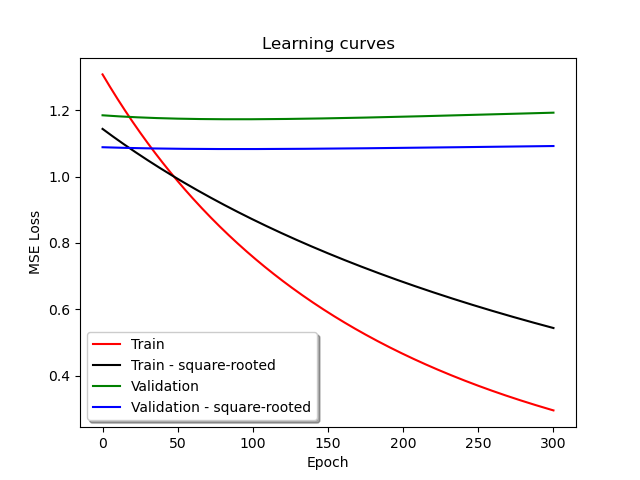 Learning curves
MSE Loss
1.2
1.0
0.8
0.6
0.4
Train
Train - square-rooted
Validation
Validation - square-rooted
0 50 100 150 200 250 300
Epoch